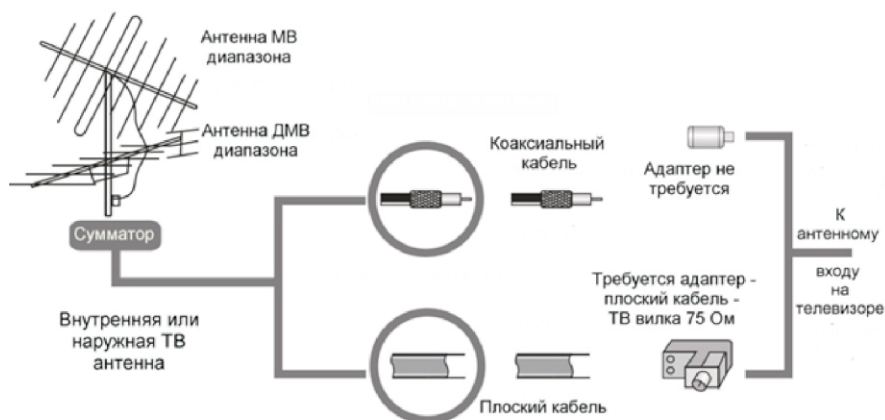 Антенна МВ
диапазона
Антенна ДМВ
диапазона
Сумматор
Внутренняя или
наружная ТВ
антенна
Коаксиальный
кабель
Адаптер не
требуется
Требуется адаптер -
плоский кабель -
ТВ вилка 75 Ом
Плоский кабель
К
антенному
входу
на
телевизоре